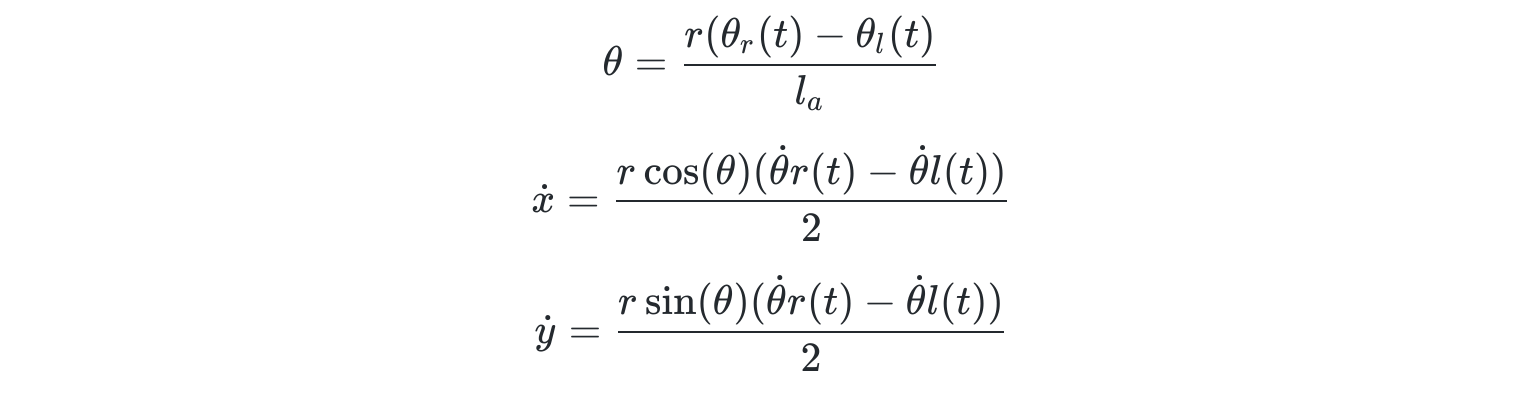 θ = r(θ_r(t) − θ_l(t) / l_a
ẋ = r cos(θ)(θ̇r(t) − θ̇l(t)) / 2
ẏ = r sin(θ)(θ̇r(t) − θ̇l(t)) / 2